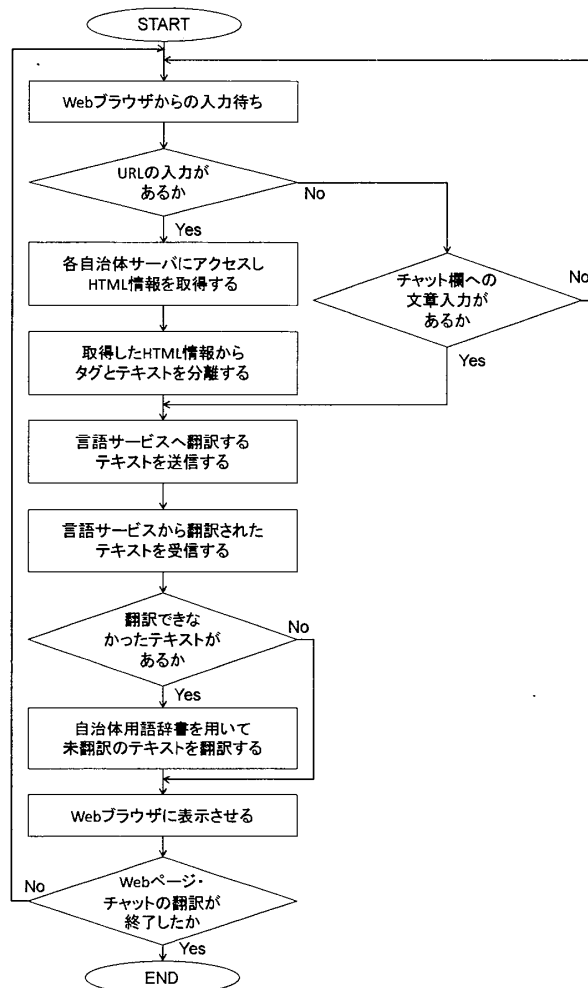 START
Webブラウザからの入力待ち
URLの入力が
あるか
No
Yes
各自治体サーバにアクセスし
HTML情報を取得する
チャット欄への
文章入力が
あるか
No
Yes
取得したHTML情報から
タグとテキストを分離する
言語サービスへ翻訳する
テキストを送信する
言語サービスから翻訳された
テキストを受信する
翻訳できな
かったテキストが
あるか
No
Yes
自治体用語辞書を用いて
未翻訳のテキストを翻訳する
Webブラウザに表示させる
Webページ・
チャットの翻訳が
終了したか
No
Yes
END